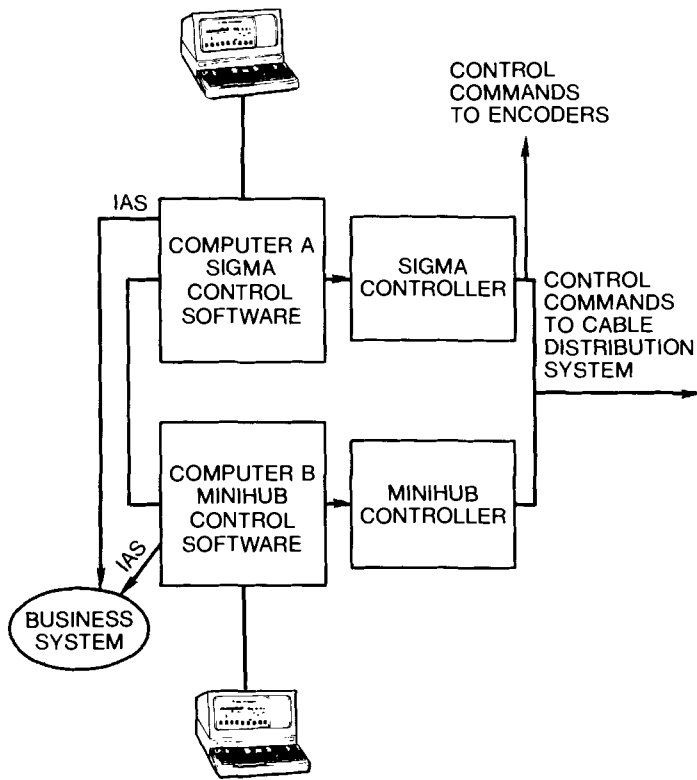 CONTROL
COMMANDS
TO ENCODERS
IAS
COMPUTER A
SIGMA
CONTROL
SOFTWARE
SIGMA
CONTROLLER
CONTROL
COMMANDS
TO CABLE
DISTRIBUTION
SYSTEM
COMPUTER B
MINIHUB
CONTROL
SOFTWARE
MINIHUB
CONTROLLER
IAS
BUSINESS
SYSTEM